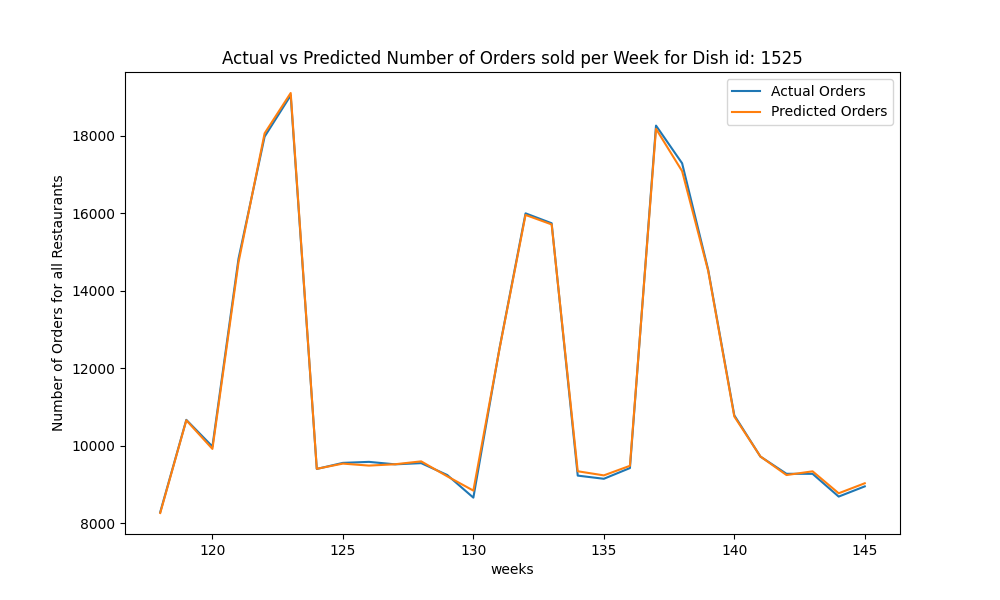 Actual vs Predicted Number of Orders sold per Week for Dish id: 1525
Actual Orders
Predicted Orders
Number of Orders for all Restaurants
18000
16000
14000
12000
10000
8000
120
125
130
135
140
145
weeks